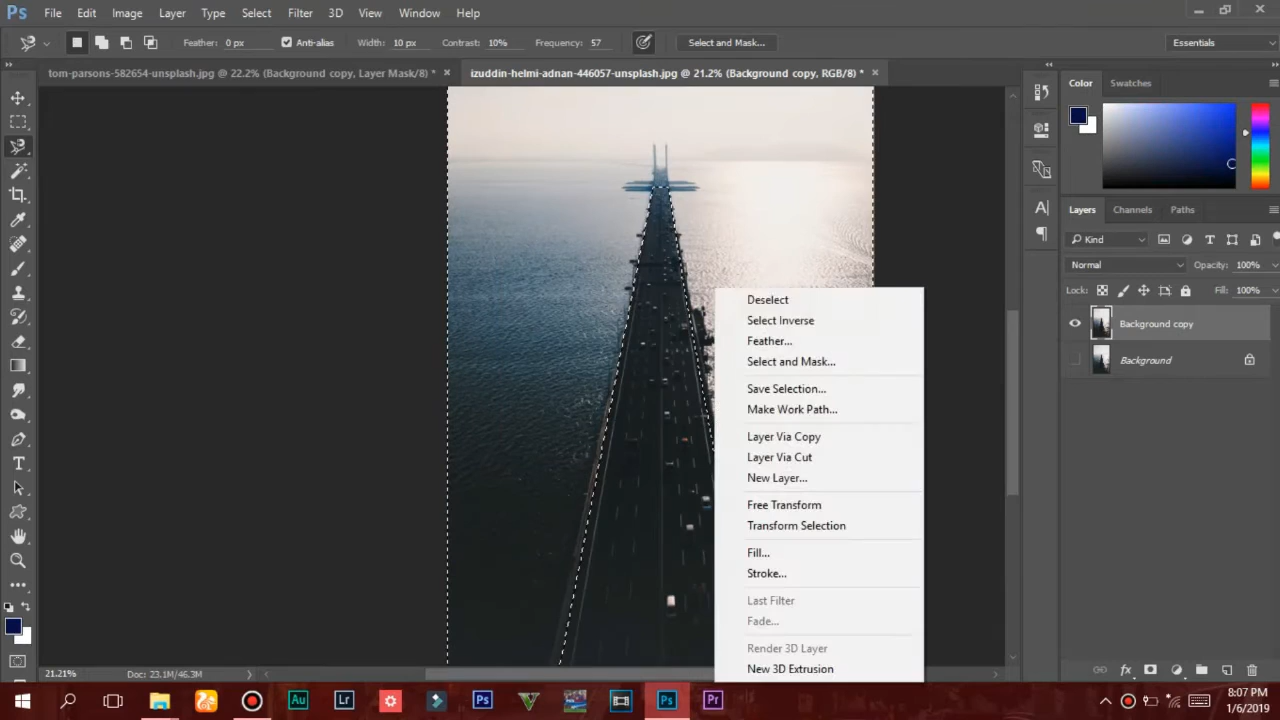 Ps File Edit Image Layer Type Select Filter 3D View Window Help
Feather: 0 px Anti-alias Width: 10 px Contrast: 10% Frequency: 57 Select and Mask... Essentials
tom-parsons-582654-unsplash.jpg @ 22.2% (Background copy, Layer Mask/8) * × izuddin-helmi-adnan-446057-unsplash.jpg @ 21.2% (Background copy, RGB/8) * ×
Color Swatches
Layers Channels Paths
Kind
Normal Opacity: 100%
Lock: Fill: 100%
Background copy
Background
Deselect
Select Inverse
Feather...
Select and Mask...
Save Selection...
Make Work Path...
Layer Via Copy
Layer Via Cut
New Layer...
Free Transform
Transform Selection
Fill...
Stroke...
Last Filter
Fade...
Render 3D Layer
New 3D Extrusion
21.21% Doc: 23.1M/46.3M
Au Lr Ps Ps Pr
8:07 PM
1/6/2019